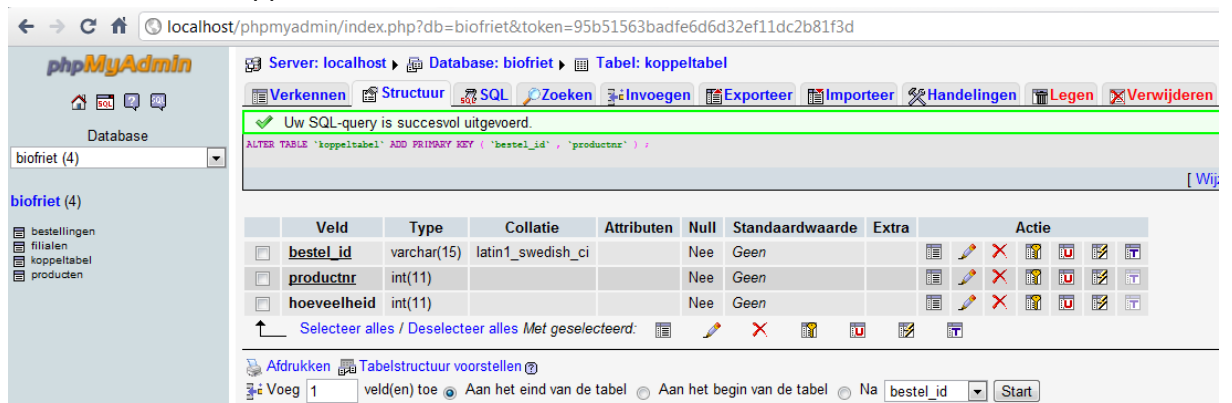 localhost/phpmyadmin/index.php?db=biofriet&token=95b51563badfe6d6d32ef11dc2b81f3d
phpMyAdmin
Server: localhost ▸ Database: biofriet ▸ Tabel: koppeltabel
Verkennen Structuur SQL Zoeken Invoegen Exporteer Importeer Handelingen Legen Verwijderen
Database
biofriet (4)
biofriet (4)
bestellingen
filialen
koppeltabel
producten
Uw SQL-query is succesvol uitgevoerd.
ALTER TABLE `koppeltabel` ADD PRIMARY KEY ( `bestel_id` , `productnr` ) ;
[ Wij
Veld Type Collatie Attributen Null Standaardwaarde Extra Actie
bestel_id varchar(15) latin1_swedish_ci Nee Geen
productnr int(11) Nee Geen
hoeveelheid int(11) Nee Geen
Selecteer alles / Deselecteer alles Met geselecteerd:
Afdrukken Tabelstructuur voorstellen
Voeg 1 veld(en) toe Aan het eind van de tabel Aan het begin van de tabel Na bestel_id Start